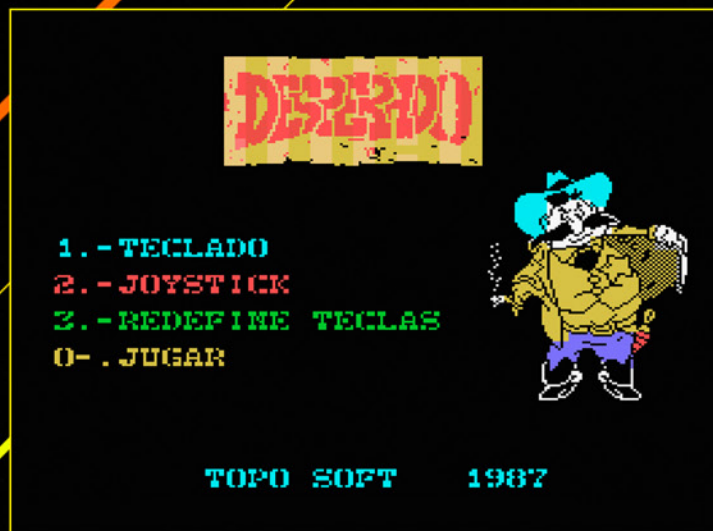 DESPERADO
1.-TECLADO
2.-JOYSTICK
3.-REDEFINE TECLAS
0-.JUGAR
TOPO SOFT 1987